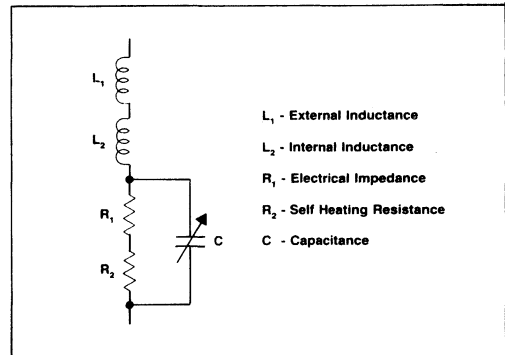 L₁
L₂
R₁
R₂
C
L₁ - External Inductance
L₂ - Internal Inductance
R₁ - Electrical Impedance
R₂ - Self Heating Resistance
C - Capacitance